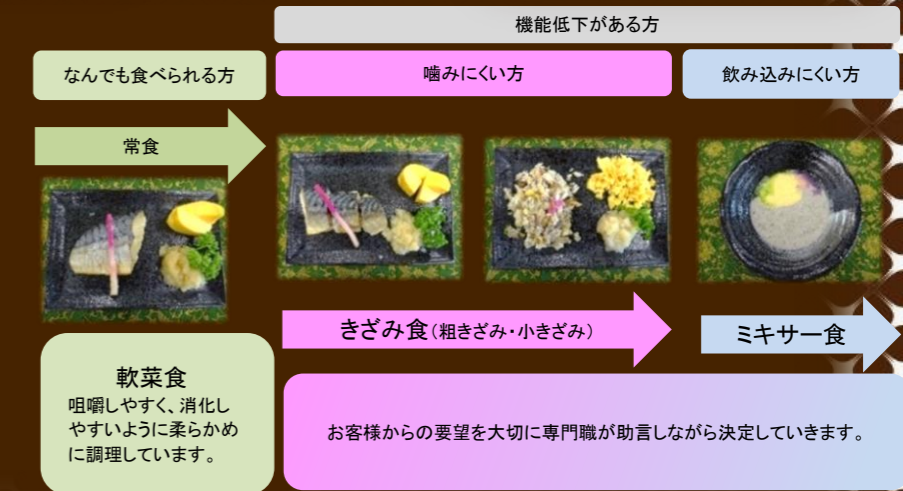 機能低下がある方
なんでも食べられる方
噛みにくい方
飲み込みにくい方
常食
きざみ食(粗きざみ・小きざみ)
ミキサー食
軟菜食
咀嚼しやすく、消化し
やすいように柔らかめ
に調理しています。
お客様からの要望を大切に専門職が助言しながら決定していきます。